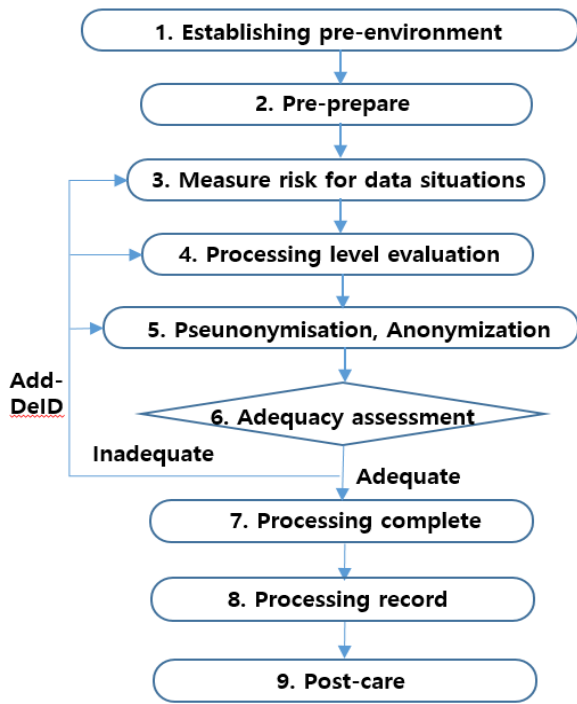 1. Establishing pre-environment
2. Pre-prepare
3. Measure risk for data situations
4. Processing level evaluation
5. Pseunonymisation, Anonymization
Add-
DeID
6. Adequacy assessment
Inadequate
Adequate
7. Processing complete
8. Processing record
9. Post-care